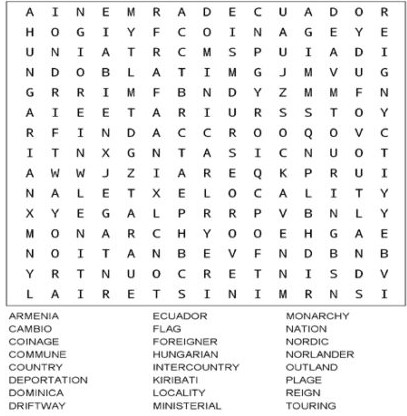 A I N E M R A D E C U A D O R
H O G I Y F C O I N A G E Y E
U N I A T R C M S P U I A D I
N D O B L A T I M G J M V U G
G R R I M F B N D Y Z M M F N
A I E E T A R I U R S S T O Y
R F I N D A C C R O O Q O V C
I T N X G N T A S I C N U O T
A W W J Z I A R E Q K P R U I
N A L E T X E L O C A L I T Y
X Y E G A L P R R P V B N L Y
M O N A R C H Y O O E H G A E
N O I T A N B E V F N D B N B
Y R T N U O C R E T N I S D V
L A I R E T S I N I M R N S I
ARMENIA ECUADOR MONARCHY
CAMBIO FLAG NATION
COINAGE FOREIGNER NORDIC
COMMUNE HUNGARIAN NORLANDER
COUNTRY INTERCOUNTRY OUTLAND
DEPORTATION KIRIBATI PLAGE
DOMINICA LOCALITY REIGN
DRIFTWAY MINISTERIAL TOURING